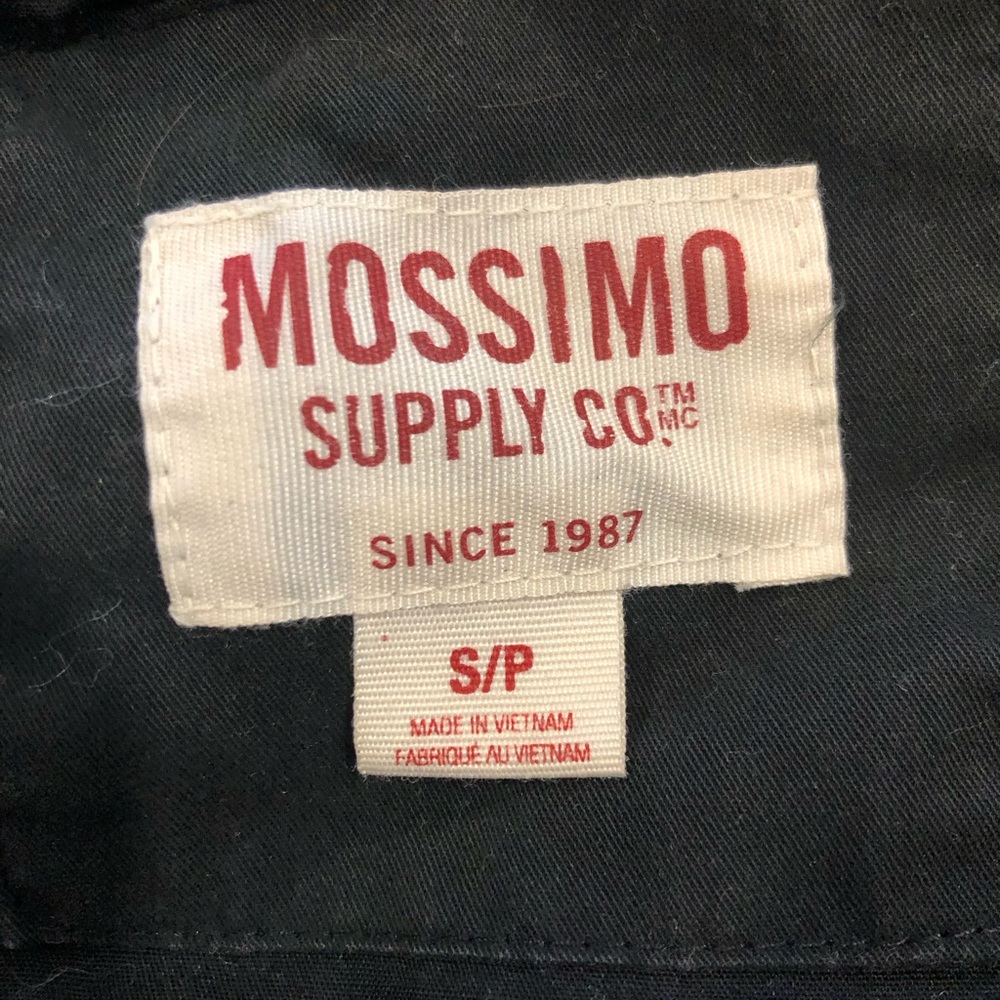 MOSSIMO
SUPPLY CO.™ MC
SINCE 1987
S/P
MADE IN VIETNAM
FABRIQUÉ AU VIETNAM